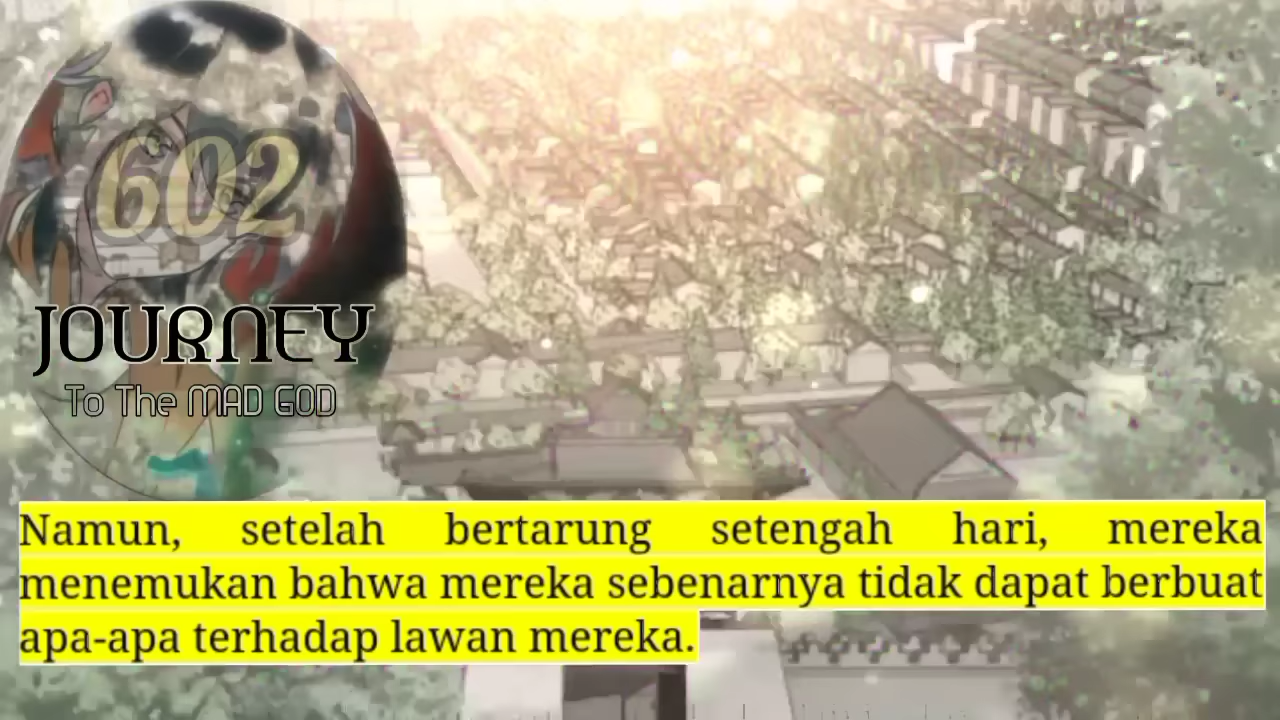 602
JOURNEY
To The MAD GOD
Namun, setelah bertarung setengah hari, mereka
menemukan bahwa mereka sebenarnya tidak dapat berbuat
apa-apa terhadap lawan mereka.